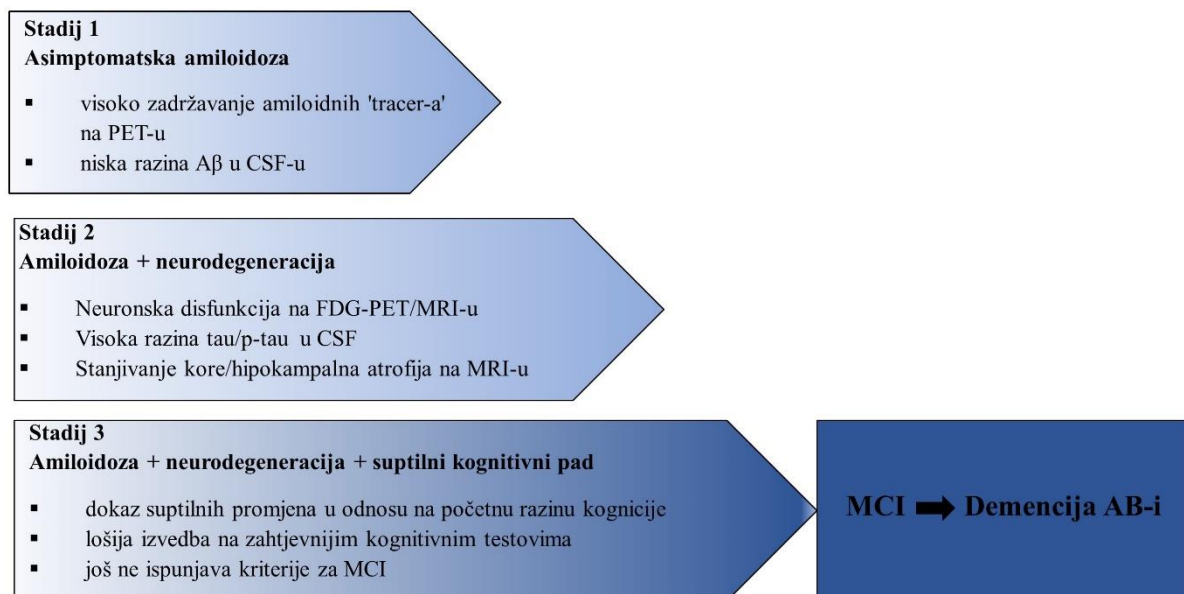 Stadij 1
Asimptomatska amiloidoza
▪ visoko zadržavanje amiloidnih 'tracer-a'
na PET-u
▪ niska razina Aβ u CSF-u
Stadij 2
Amiloidoza + neurodegeneracija
▪ Neuronska disfunkcija na FDG-PET/MRI-u
▪ Visoka razina tau/p-tau u CSF
▪ Stanjivanje kore/hipokampalna atrofija na MRI-u
Stadij 3
Amiloidoza + neurodegeneracija + suptilni kognitivni pad
▪ dokaz suptilnih promjena u odnosu na početnu razinu kognicije
▪ lošija izvedba na zahtjevnijim kognitivnim testovima
▪ još ne ispunjava kriterije za MCI
MCI ➡ Demencija AB-i